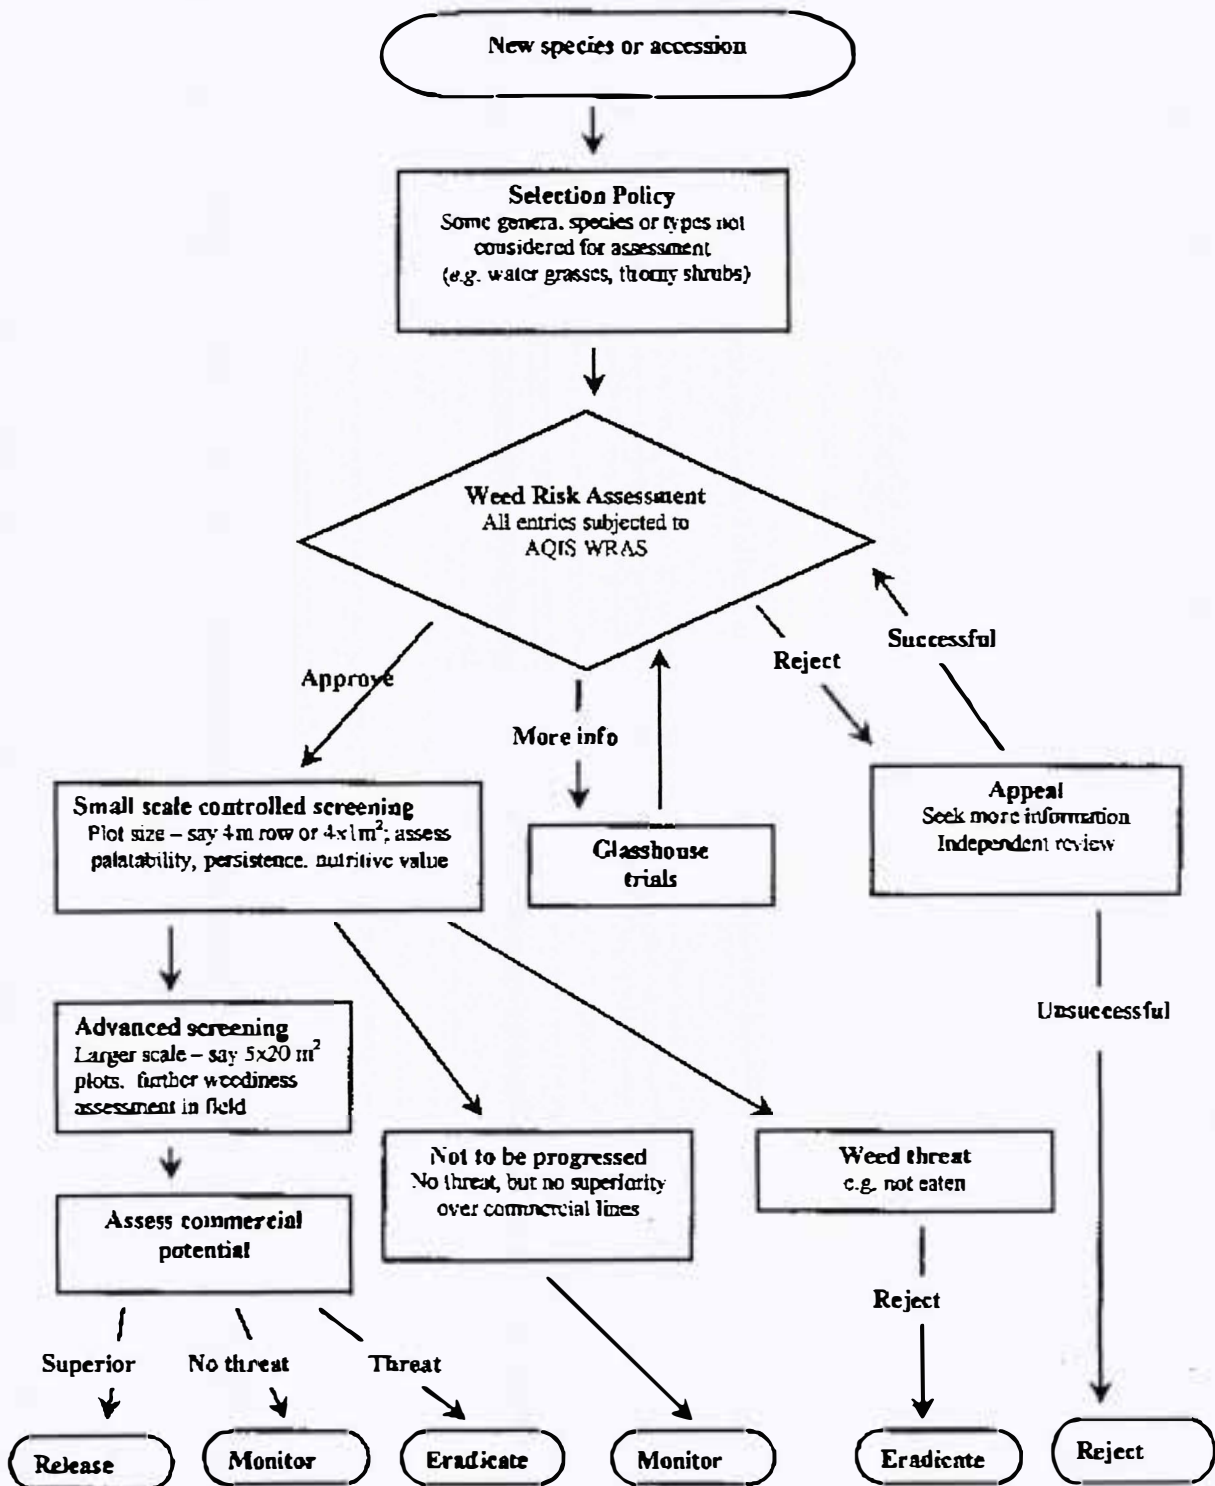 New species or accession
Selection Policy
Some genera. species or types not
considered for assessment
(e.g. water grasses, thorny shrubs)
Weed Risk Assessment
All entries subjected to
AQIS WRAS
Approve
More info
Reject
Successful
Small scale controlled screening
Plot size – say 4m row or 4x1m²; assess
palatability, persistence. nutritive value
Glasshouse
trials
Appeal
Seek more information
Independent review
Unsuccessful
Advanced screening
Larger scale – say 5x20 m²
plots. further weediness
assessment in field
Not to be progressed
No threat, but no superiority
over commercial lines
Weed threat
e.g. not eaten
Assess commercial
potential
Reject
Superior
No threat
Threat
Release
Monitor
Eradicate
Monitor
Eradicate
Reject